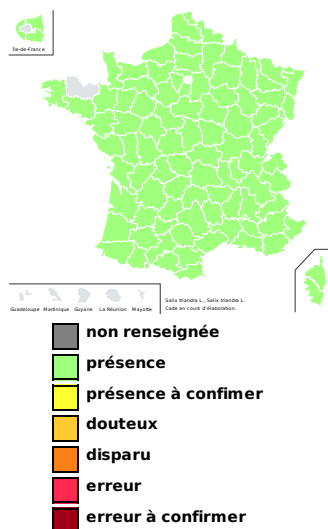 Île-de-France
Guadeloupe Martinique Guyane La Réunion Mayotte
Salix triandra L., Salix triandra L.
Carte en cours d'élaboration.
non renseignée
présence
présence à confimer
douteux
disparu
erreur
erreur à confirmer